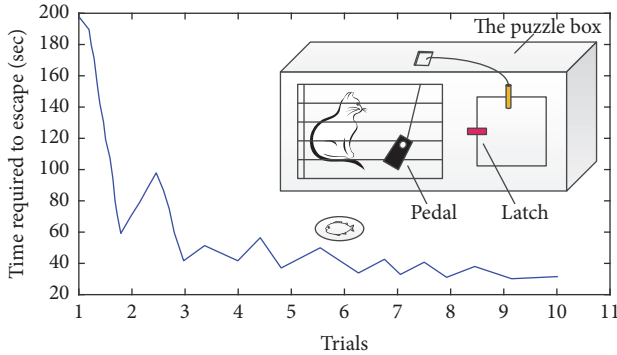 Time required to escape (sec)
200
180
160
140
120
100
80
60
40
20
The puzzle box
Pedal
Latch
1 2 3 4 5 6 7 8 9 10 11
Trials